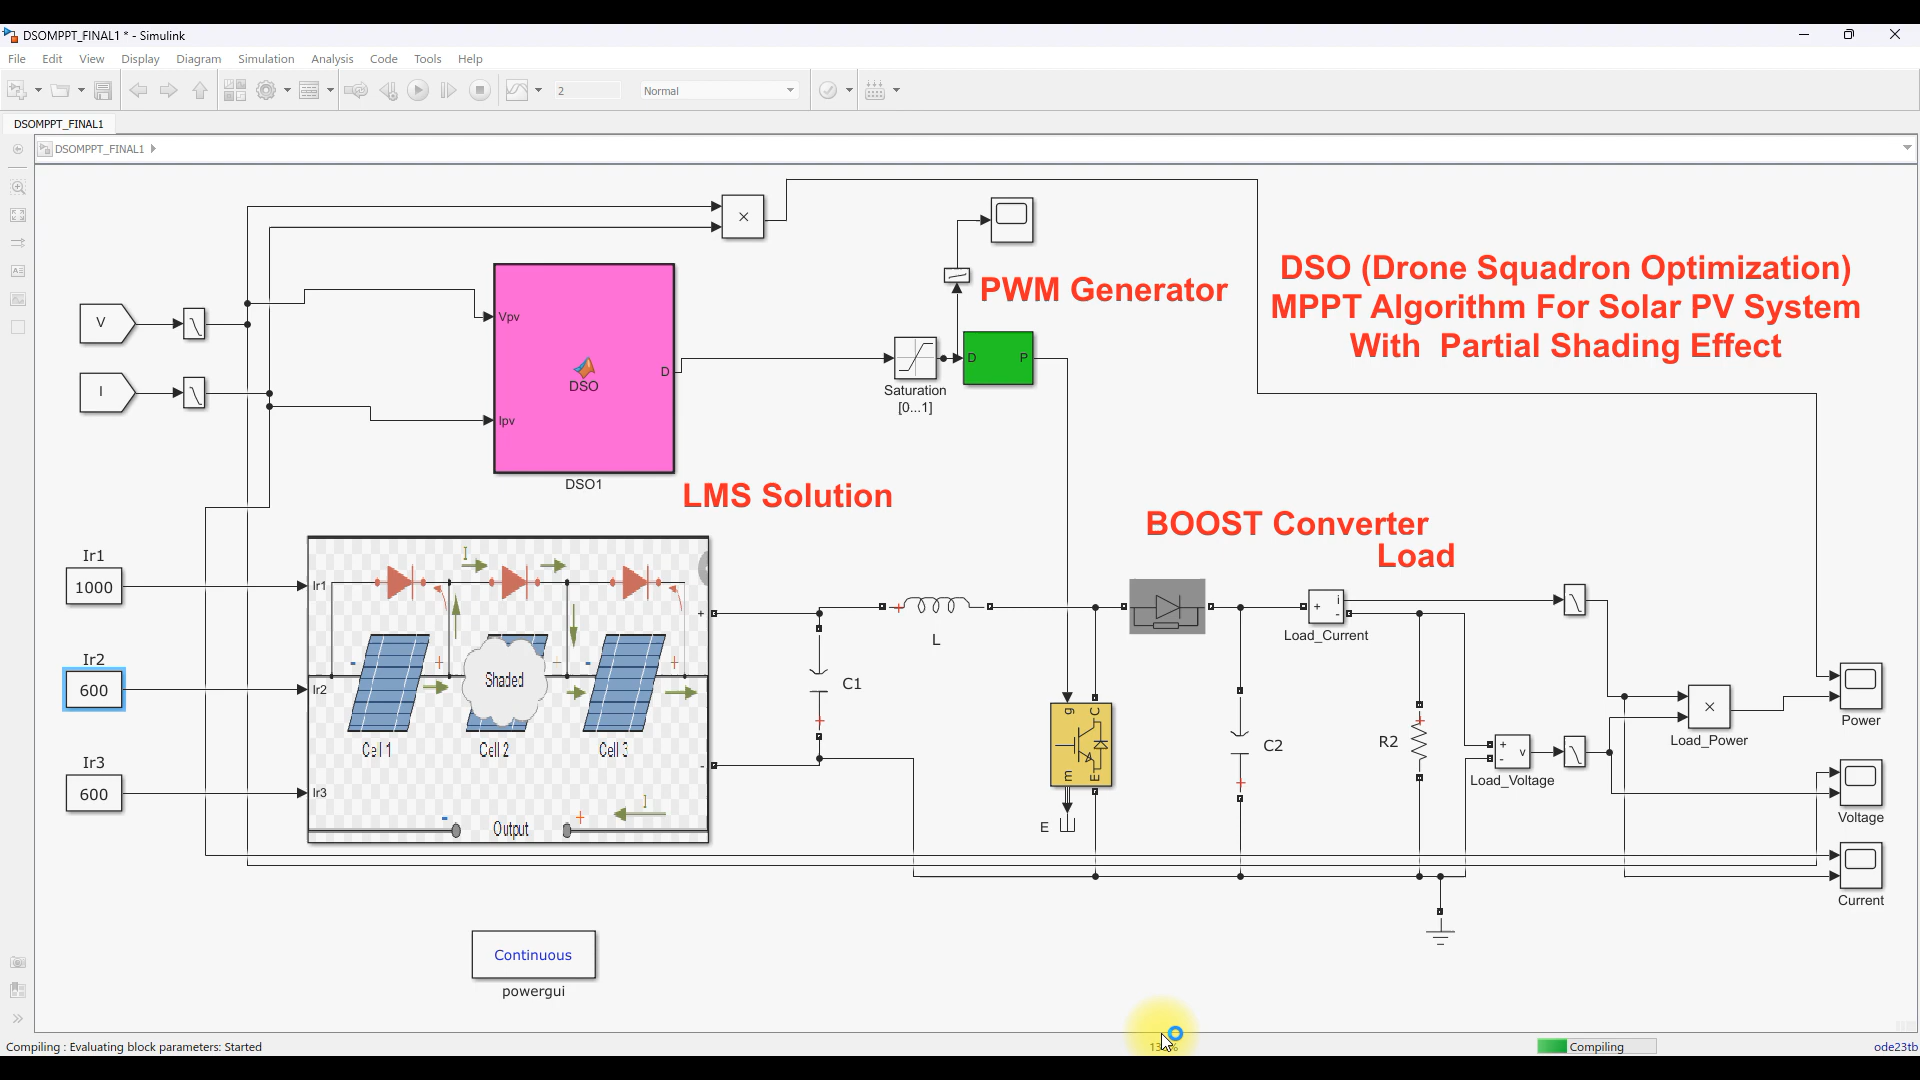 DSOMPPT_FINAL1 * - Simulink
File Edit View Display Diagram Simulation Analysis Code Tools Help
2 Normal
DSOMPPT_FINAL1
DSOMPPT_FINAL1
V
I
Vpv
Ipv
D
DSO
DSO1
×
PWM Generator
D P
Saturation
[0...1]
DSO (Drone Squadron Optimization)
MPPT Algorithm For Solar PV System
With Partial Shading Effect
LMS Solution
BOOST Converter
Load
Ir1
1000
Ir2
600
Ir3
600
Ir1
Ir2
Ir3
I
- + - + - +
Shaded
Cell 1 Cell 2 Cell 3
I
- Output +
+
-
+
L
C1
+
g C
m E
E
C2
+
+ i
-
Load_Current
R2
+
+ v
-
Load_Voltage
×
Load_Power
Power
Voltage
Current
Continuous
powergui
Compiling : Evaluating block parameters: Started
Compiling
ode23tb